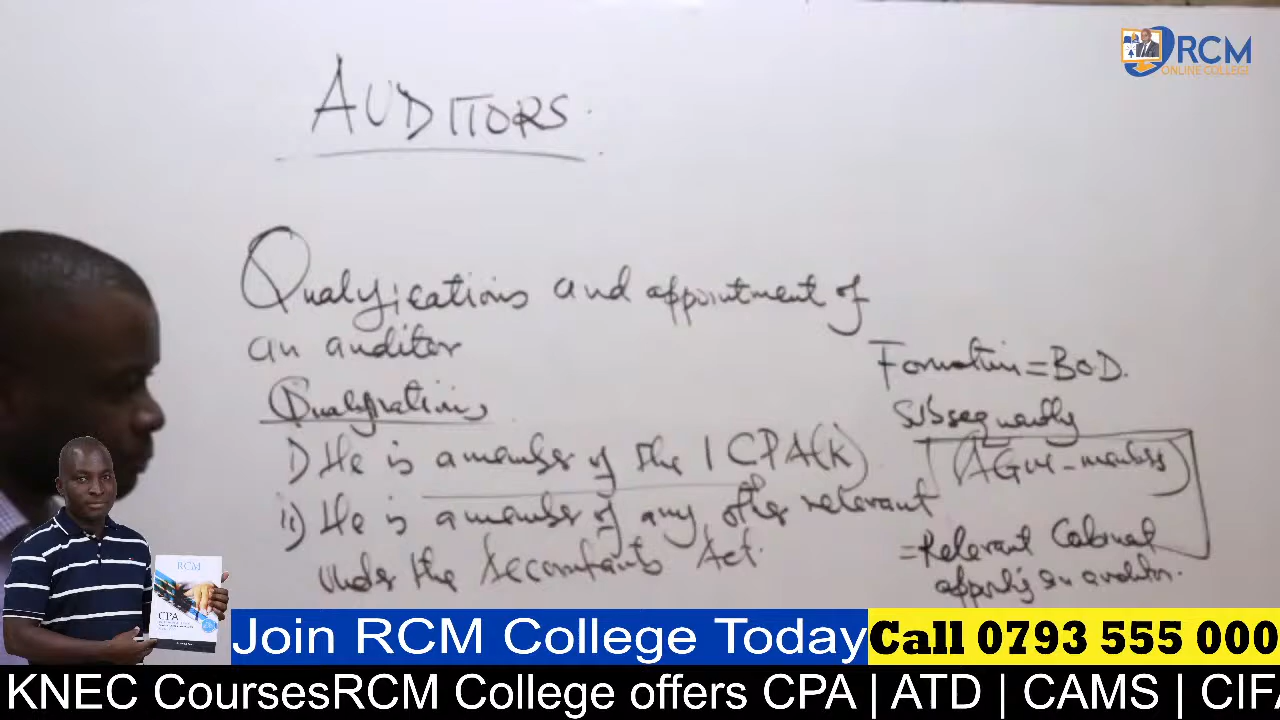 RCM
ONLINE COLLEGE
AUDITORS
Qualifications and appointment of
an auditor
Qualifications
i) He is a member of the ICPA(K)
ii) He is a member of any other relevant
under the Accountants Act.
Formation = B.O.D.
Subsequently
(AGM - members)
= Relevant Cabinet
appoints an auditor.
RCM
CPA
Join RCM College Today
Call 0793 555 000
KNEC CoursesRCM College offers CPA | ATD | CAMS | CIFA